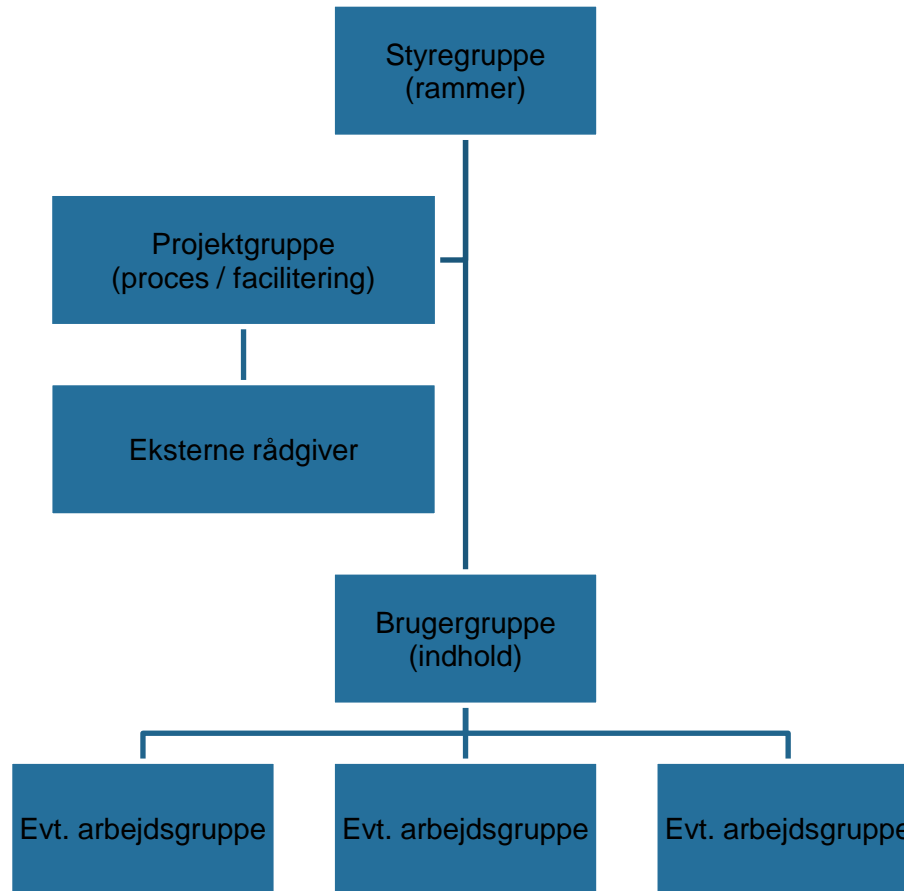 Styregruppe
(rammer)
Projektgruppe
(proces / facilitering)
Eksterne rådgiver
Brugergruppe
(indhold)
Evt. arbejdsgruppe
Evt. arbejdsgruppe
Evt. arbejdsgruppe